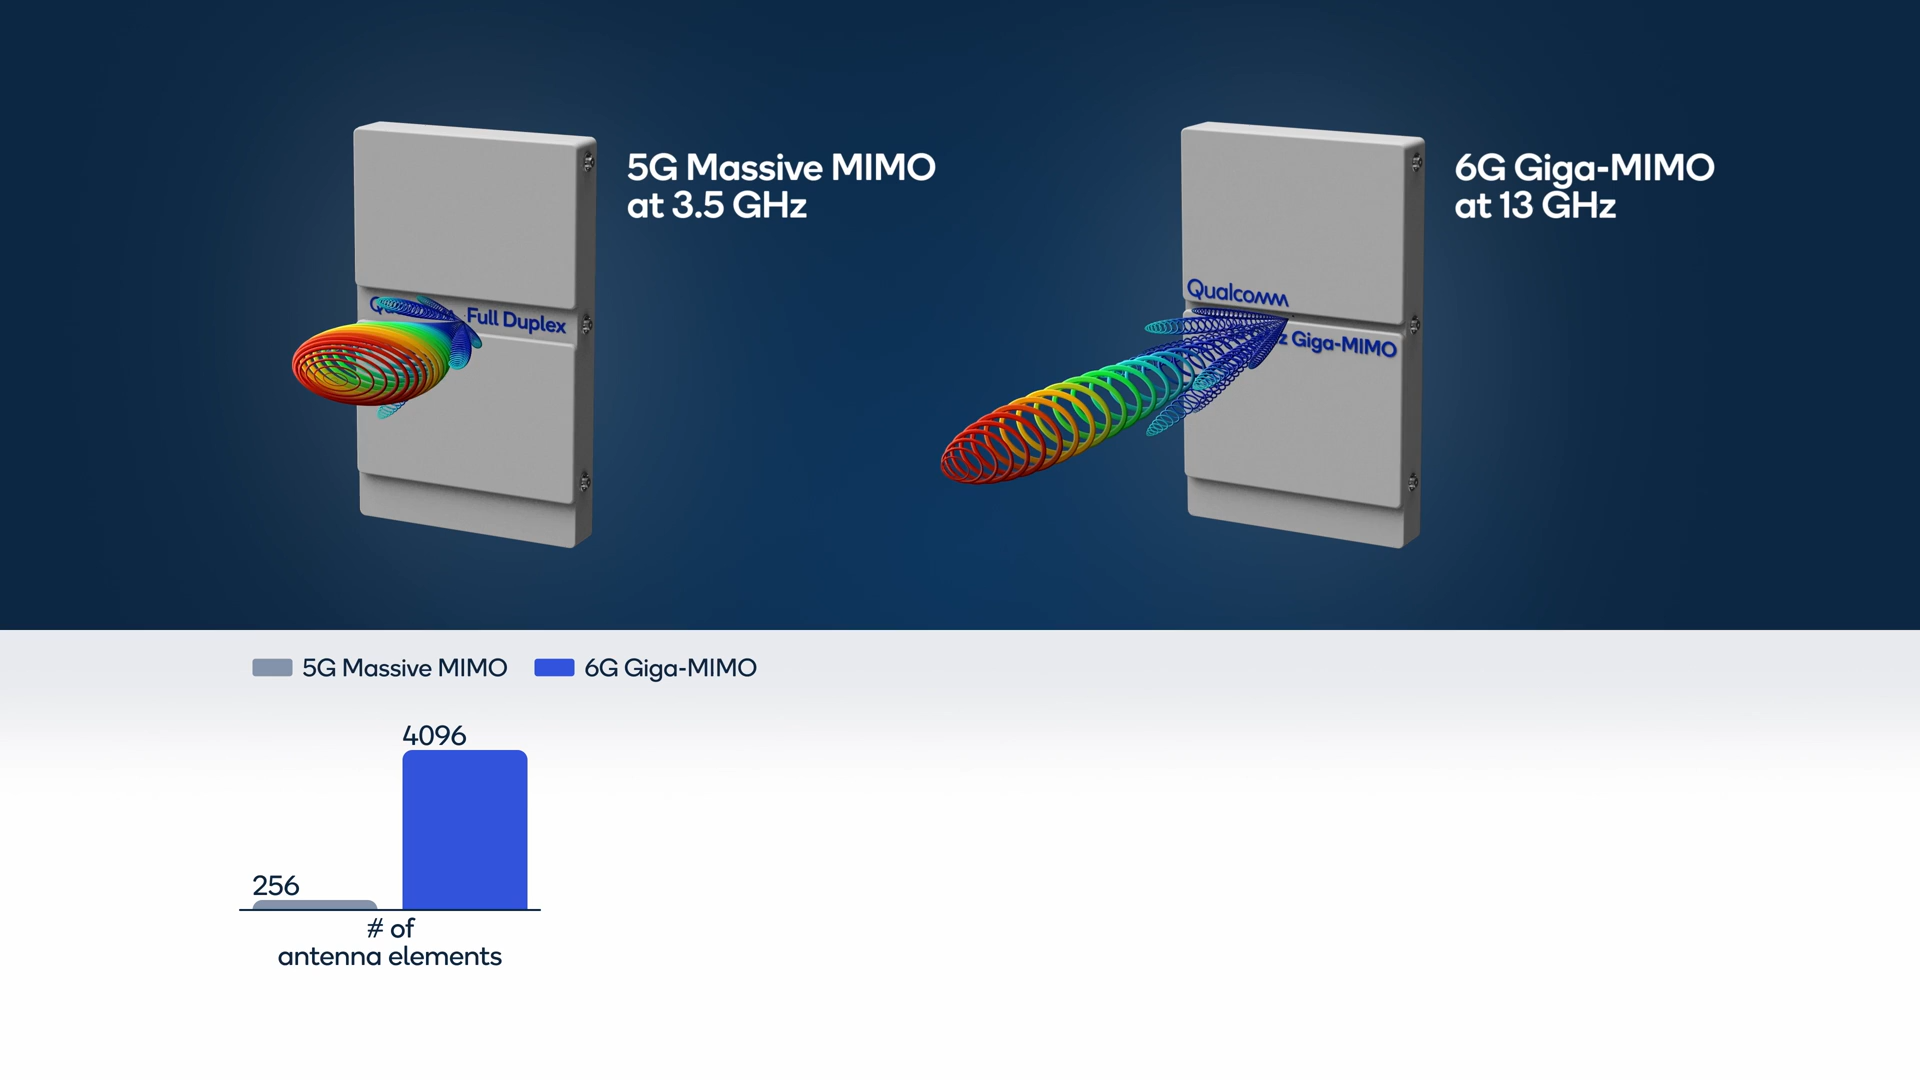 5G Massive MIMO
at 3.5 GHz
6G Giga-MIMO
at 13 GHz
Full Duplex
Qualcomm
Giga-MIMO
5G Massive MIMO
6G Giga-MIMO
4096
256
# of
antenna elements